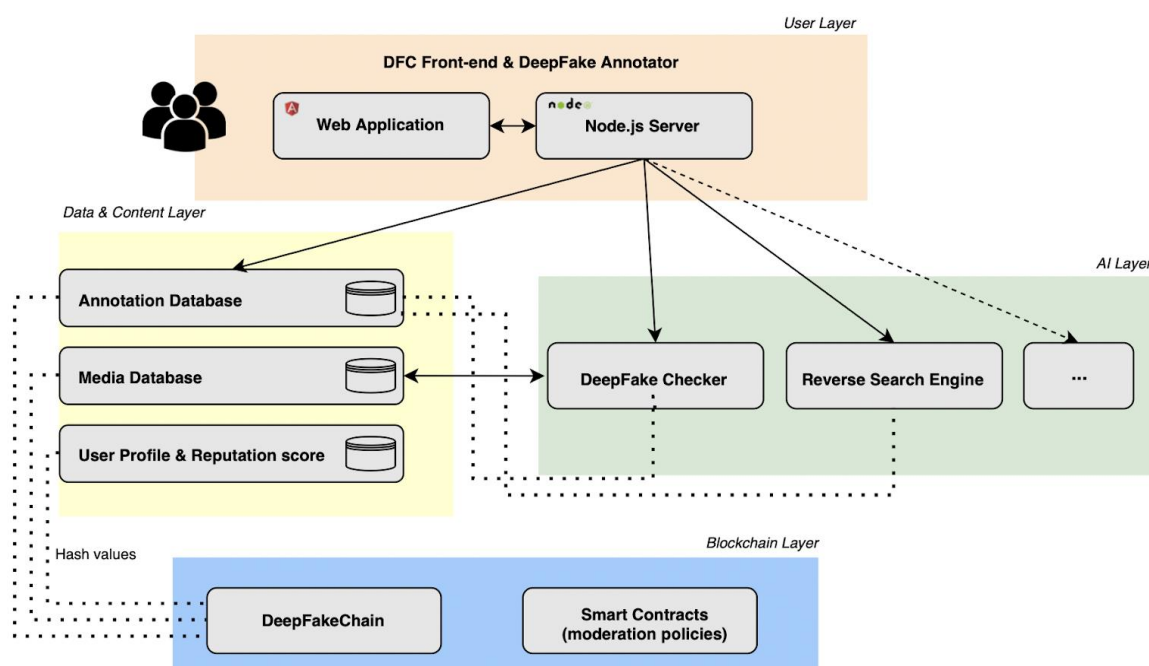 User Layer
DFC Front-end & DeepFake Annotator
Web Application
node
Node.js Server
Data & Content Layer
AI Layer
Annotation Database
Media Database
DeepFake Checker
Reverse Search Engine
...
User Profile & Reputation score
Hash values
Blockchain Layer
DeepFakeChain
Smart Contracts
(moderation policies)